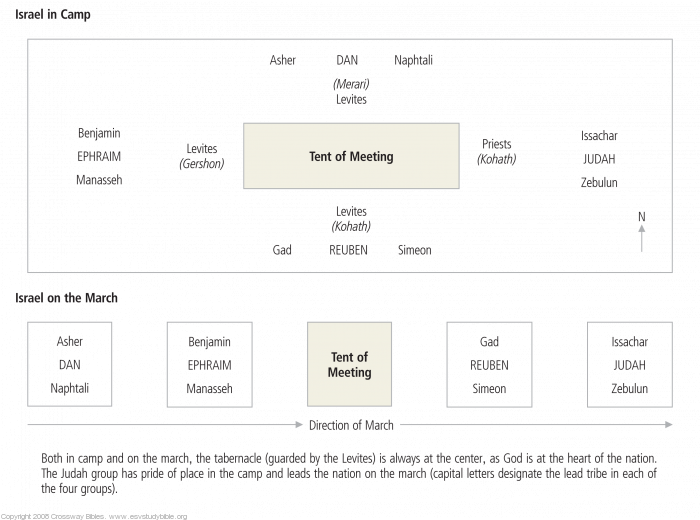 Israel in Camp
Asher DAN Naphtali
(Merari)
Levites
Benjamin
EPHRAIM
Manasseh
Levites
(Gershon)
Tent of Meeting
Priests
(Kohath)
Issachar
JUDAH
Zebulun
Levites
(Kohath)
Gad REUBEN Simeon
N
Israel on the March
Asher
DAN
Naphtali
Benjamin
EPHRAIM
Manasseh
Tent of
Meeting
Gad
REUBEN
Simeon
Issachar
JUDAH
Zebulun
Direction of March
Both in camp and on the march, the tabernacle (guarded by the Levites) is always at the center, as God is at the heart of the nation.
The Judah group has pride of place in the camp and leads the nation on the march (capital letters designate the lead tribe in each of
the four groups).
Copyright 2008 Crossway Bibles. www.esvstudybible.org